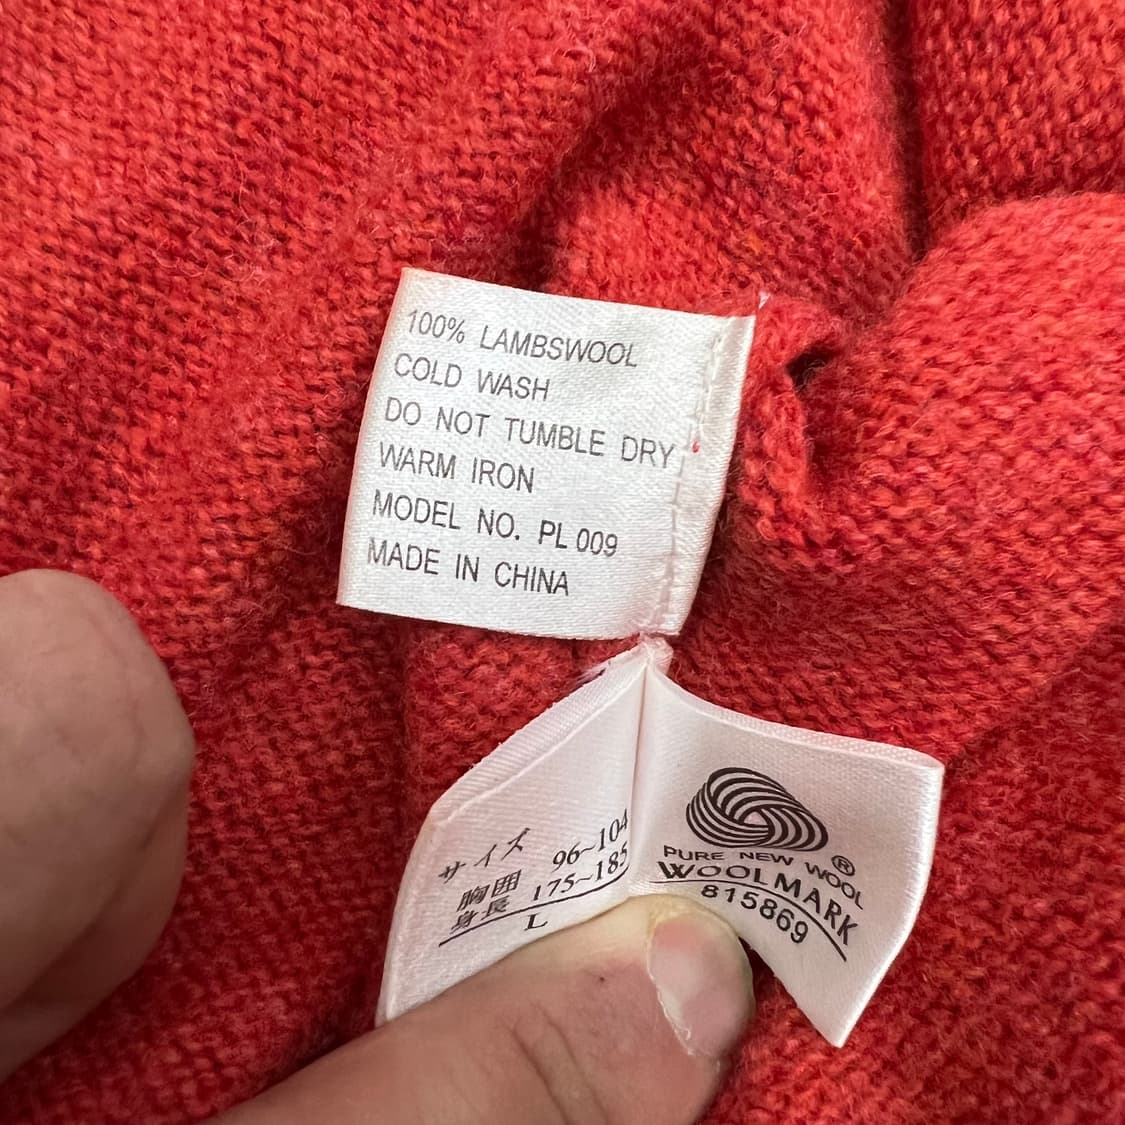 100% LAMBSWOOL
COLD WASH
DO NOT TUMBLE DRY
WARM IRON
MODEL NO. PL 009
MADE IN CHINA
サイズ
胸囲 96~104
身長 175~185
L
®
PURE NEW WOOL
WOOLMARK
815869